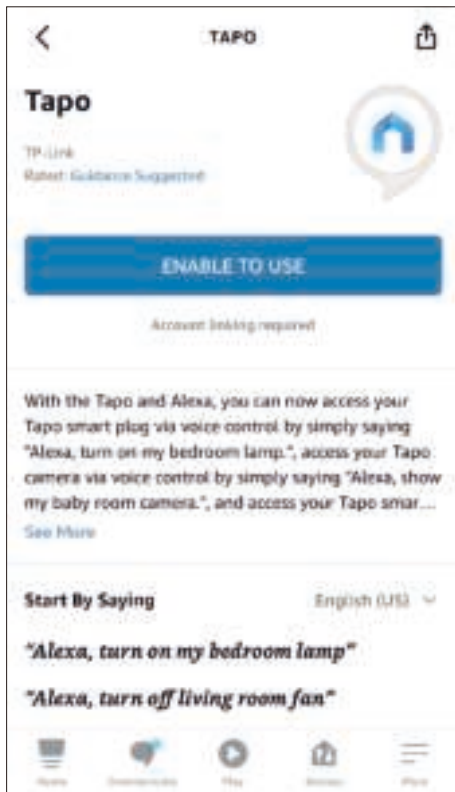 TAPO
Tapo
TP-Link
Rated: Guidance Suggested
ENABLE TO USE
Account linking required
With the Tapo and Alexa, you can now access your
Tapo smart plug via voice control by simply saying
"Alexa, turn on my bedroom lamp.", access your Tapo
camera via voice control by simply saying "Alexa, show
my baby room camera.", and access your Tapo smar...
See More
Start By Saying English (US)
"Alexa, turn on my bedroom lamp"
"Alexa, turn off living room fan"
Home Play More